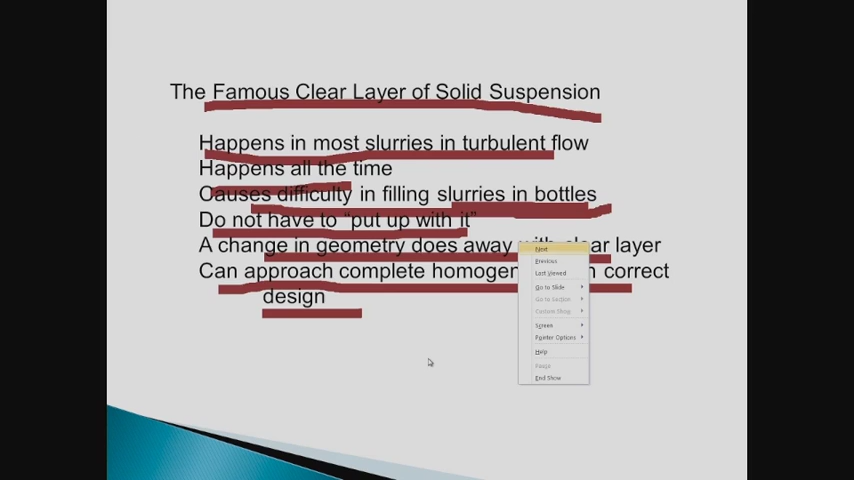 The Famous Clear Layer of Solid Suspension
Happens in most slurries in turbulent flow
Happens all the time
Causes difficulty in filling slurries in bottles
Do not have to “put up with it”
A change in geometry does away with clear layer
Can approach complete homogen n correct
design
Next
Previous
Last Viewed
Go to Slide
Go to Section
Custom Show
Screen
Pointer Options
Help
Pause
End Show